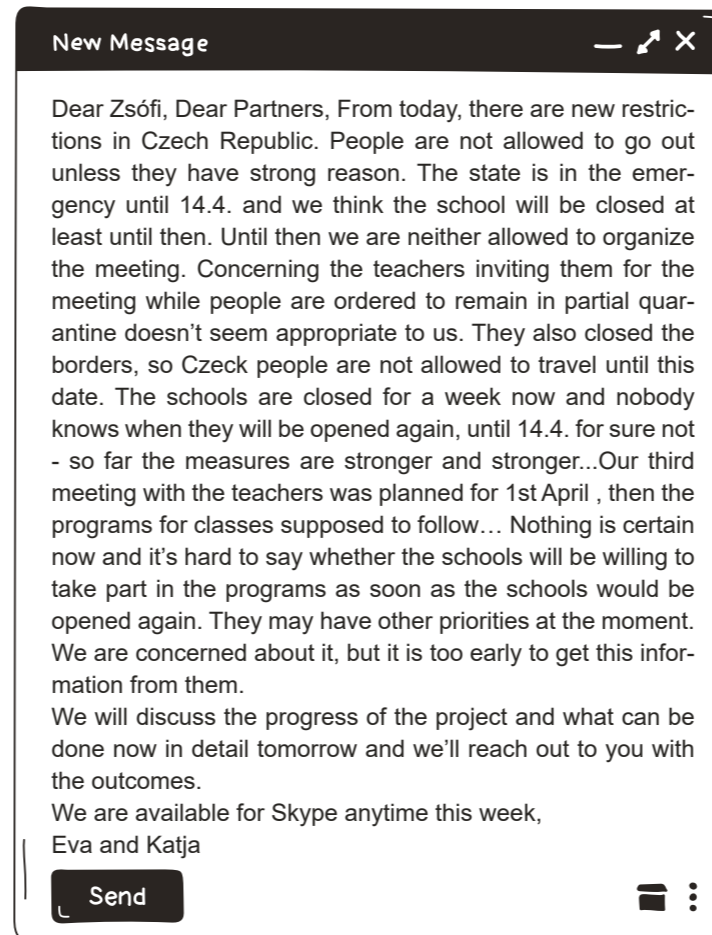 New Message
Dear Zsófi, Dear Partners, From today, there are new restric-
tions in Czech Republic. People are not allowed to go out
unless they have strong reason. The state is in the emer-
gency until 14.4. and we think the school will be closed at
least until then. Until then we are neither allowed to organize
the meeting. Concerning the teachers inviting them for the
meeting while people are ordered to remain in partial quar-
antine doesn’t seem appropriate to us. They also closed the
borders, so Czeck people are not allowed to travel until this
date. The schools are closed for a week now and nobody
knows when they will be opened again, until 14.4. for sure not
- so far the measures are stronger and stronger...Our third
meeting with the teachers was planned for 1st April , then the
programs for classes supposed to follow… Nothing is certain
now and it’s hard to say whether the schools will be willing to
take part in the programs as soon as the schools would be
opened again. They may have other priorities at the moment.
We are concerned about it, but it is too early to get this infor-
mation from them.
We will discuss the progress of the project and what can be
done now in detail tomorrow and we’ll reach out to you with
the outcomes.
We are available for Skype anytime this week,
Eva and Katja
Send